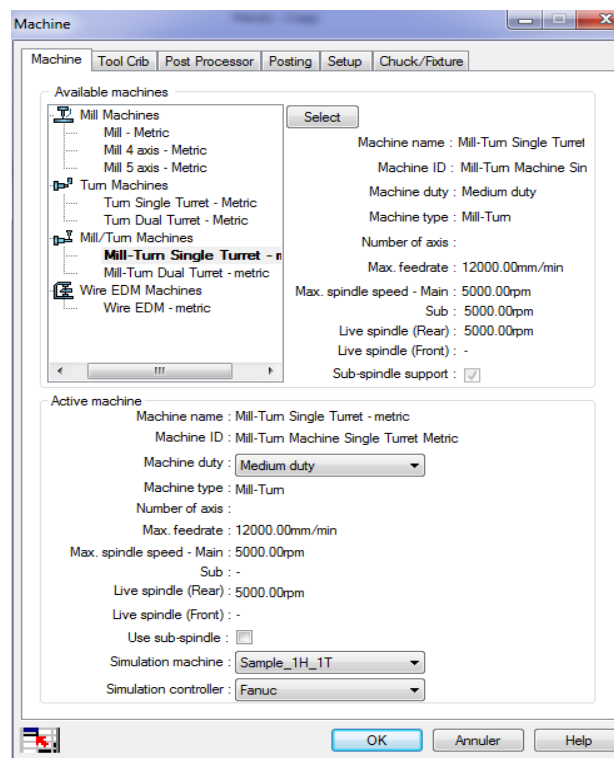 Machine
Machine Tool Crib Post Processor Posting Setup Chuck/Fixture
Available machines
Mill Machines
Mill - Metric
Mill 4 axis - Metric
Mill 5 axis - Metric
Turn Machines
Turn Single Turret - Metric
Turn Dual Turret - Metric
Mill/Turn Machines
Mill-Turn Single Turret - m
Mill-Turn Dual Turret - metric
Wire EDM Machines
Wire EDM - metric
Select
Machine name : Mill-Turn Single Turret
Machine ID : Mill-Turn Machine Sin
Machine duty : Medium duty
Machine type : Mill-Turn
Number of axis :
Max. feedrate : 12000.00mm/min
Max. spindle speed - Main : 5000.00rpm
Sub : 5000.00rpm
Live spindle (Rear) : 5000.00rpm
Live spindle (Front) : -
Sub-spindle support :
Active machine
Machine name : Mill-Turn Single Turret - metric
Machine ID : Mill-Turn Machine Single Turret Metric
Machine duty : Medium duty
Machine type : Mill-Turn
Number of axis :
Max. feedrate : 12000.00mm/min
Max. spindle speed - Main : 5000.00rpm
Sub : -
Live spindle (Rear) : 5000.00rpm
Live spindle (Front) : -
Use sub-spindle :
Simulation machine : Sample_1H_1T
Simulation controller : Fanuc
OK Annuler Help